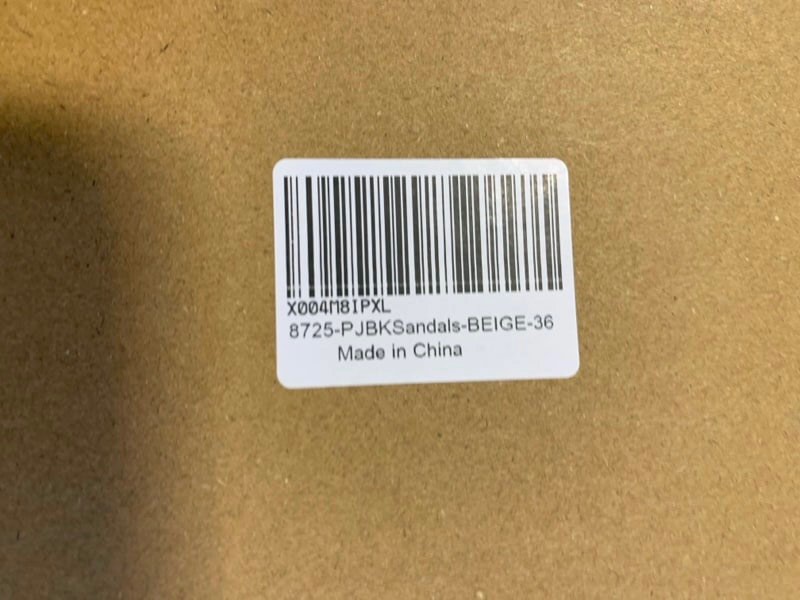 X004M8IPXL
8725-PJBKSandals-BEIGE-36
Made in China